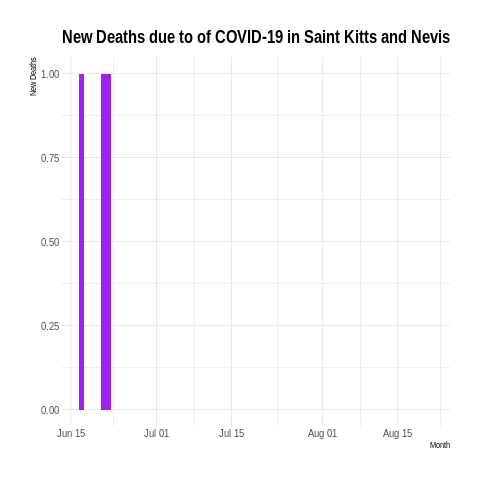 New Deaths due to of COVID-19 in Saint Kitts and Nevis
New Deaths
1.00
0.75
0.50
0.25
0.00
Jun 15 Jul 01 Jul 15 Aug 01 Aug 15
Month